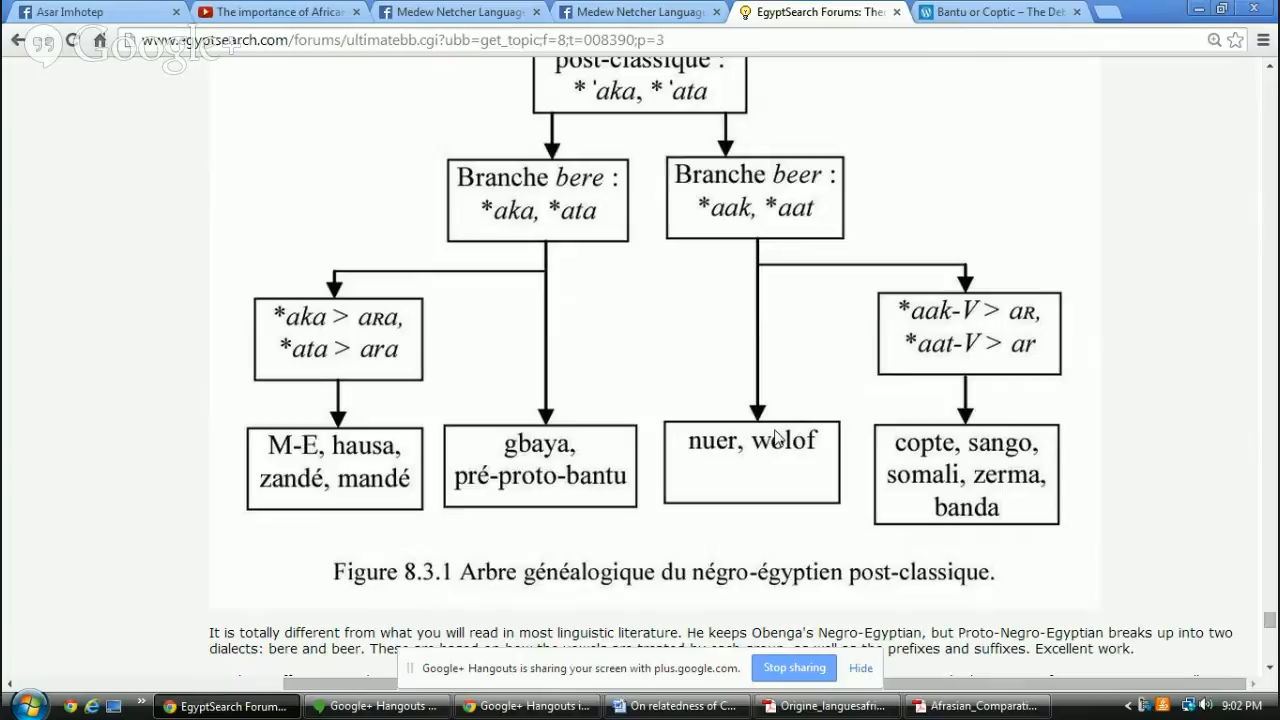 Asar Imhotep
The importance of Africa
Medew Netcher Language
Medew Netcher Language
EgyptSearch Forums: The
Bantu or Coptic – The De
Google+
www.egyptsearch.com/forums/ultimatebb.cgi?ubb=get_topic;f=8;t=008390;p=3
post-classique :
* 'aka, * 'ata
Branche bere :
*aka, *ata
Branche beer :
*aak, *aat
*aka > aRa,
*ata > ara
*aak-V > aR,
*aat-V > ar
M-E, hausa,
zandé, mandé
gbaya,
pré-proto-bantu
nuer, wolof
copte, sango,
somali, zerma,
banda
Figure 8.3.1 Arbre généalogique du négro-égyptien post-classique.
It is totally different from what you will read in most linguistic literature. He keeps Obenga's Negro-Egyptian, but Proto-Negro-Egyptian breaks up into two
dialects: bere and beer. These are based on how the vowels are treated by each group, as well as the prefixes and suffixes. Excellent work.
Google+ Hangouts is sharing your screen with plus.google.com.
Stop sharing
Hide
EgyptSearch Forum...
Google+ Hangouts ...
Google+ Hangouts i...
On relatedness of C...
Origine_languesafri...
Afrasian_Comparati...
9:02 PM